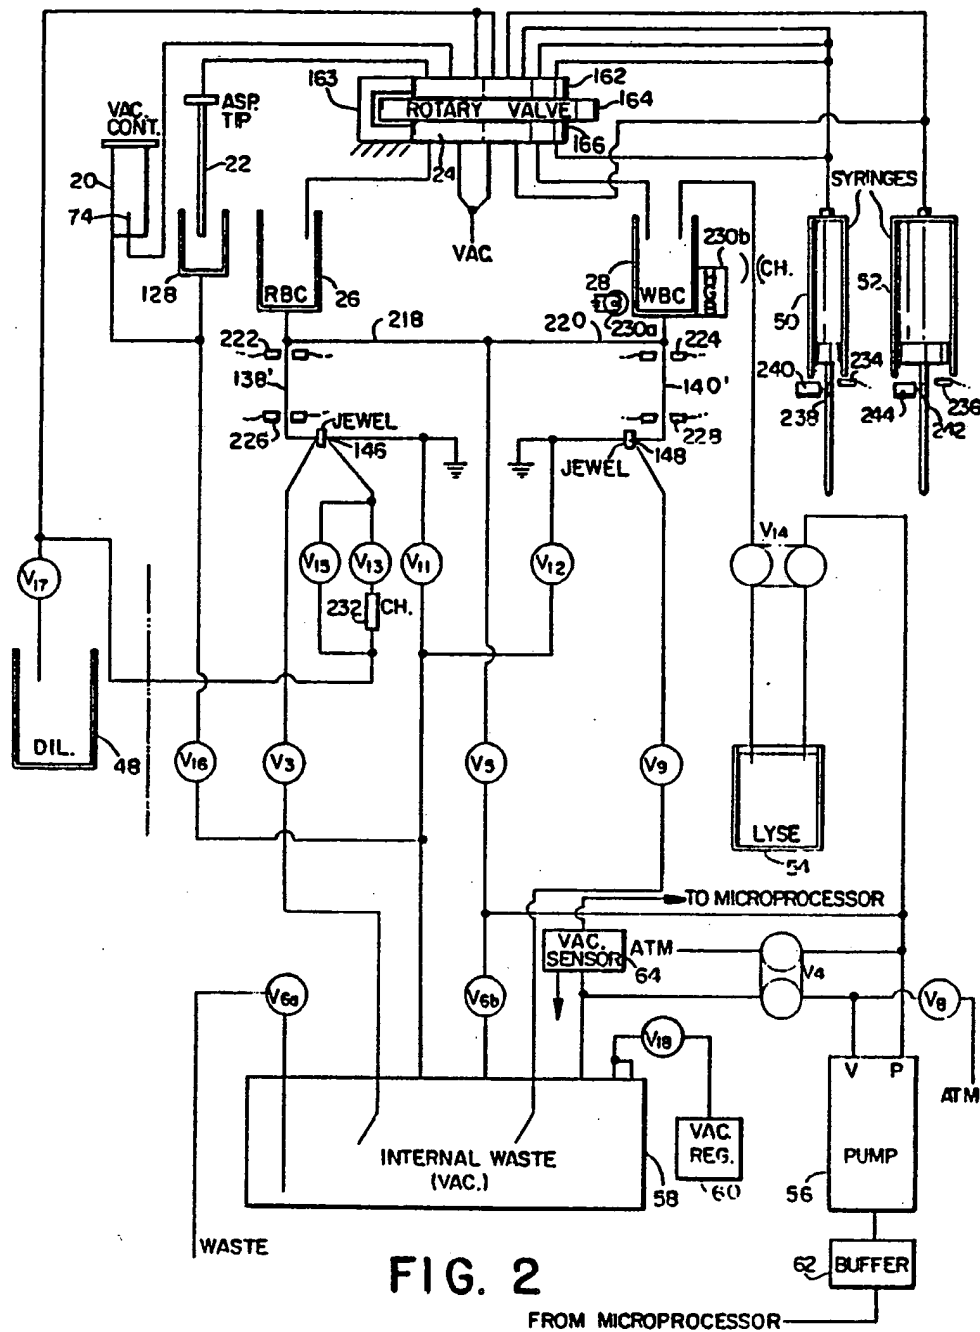 163
162
ROTARY VALVE
164
166
24
VAC. CONT.
ASP. TIP
20
22
74
128
RBC
26
VAC.
SYRINGES
230b
CH.
28
WBC
HGB
230a
50
52
218
220
222
224
138'
140'
240
234
238
244
236
242
226
228
JEWEL
146
JEWEL
148
V14
V17
V15
V13
V11
V12
232
CH.
DIL.
48
V16
V3
V5
V9
LYSE
54
TO MICROPROCESSOR
VAC. SENSOR
ATM
64
V4
V6a
V6b
V18
V8
V P
ATM
INTERNAL WASTE
(VAC.)
58
VAC. REG.
60
PUMP
56
WASTE
62
BUFFER
FIG. 2
FROM MICROPROCESSOR